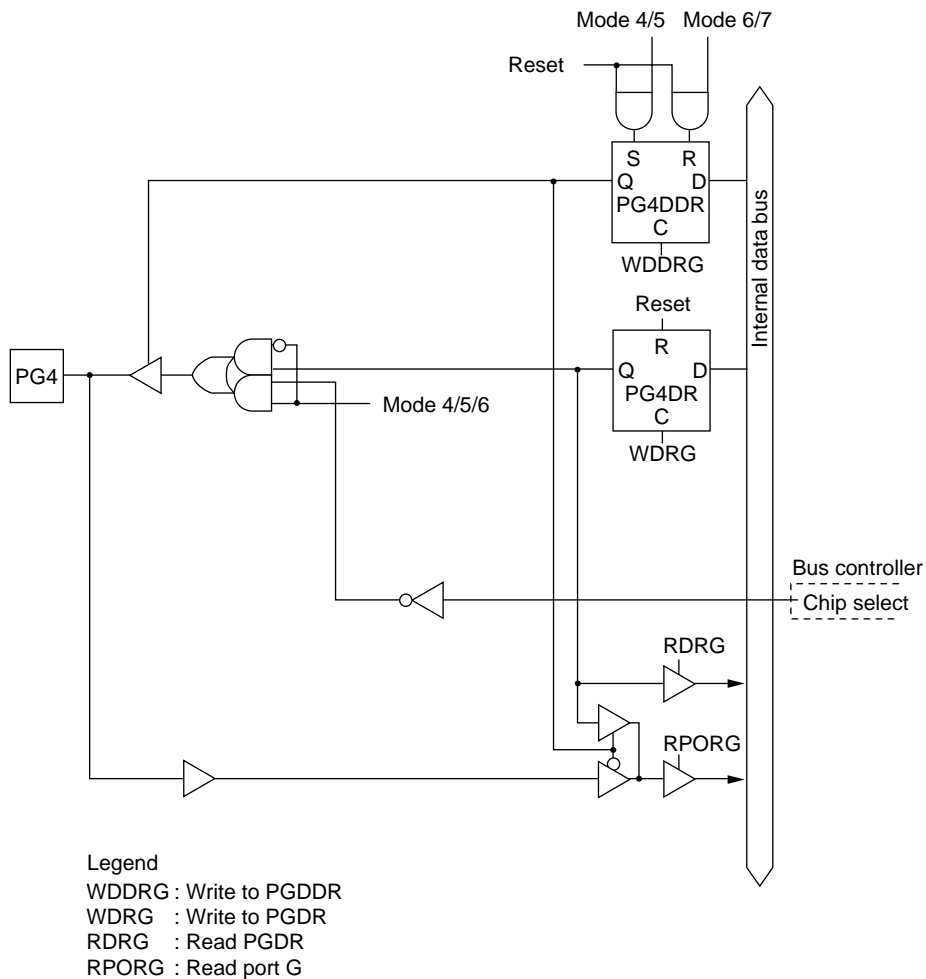 Mode 4/5 Mode 6/7
Reset
S R
Q D
PG4DDR
C
WDDRG
Internal data bus
Reset
R
Q D
PG4DR
C
WDRG
PG4
Mode 4/5/6
Bus controller
Chip select
RDRG
RPORG
Legend
WDDRG : Write to PGDDR
WDRG : Write to PGDR
RDRG : Read PGDR
RPORG : Read port G